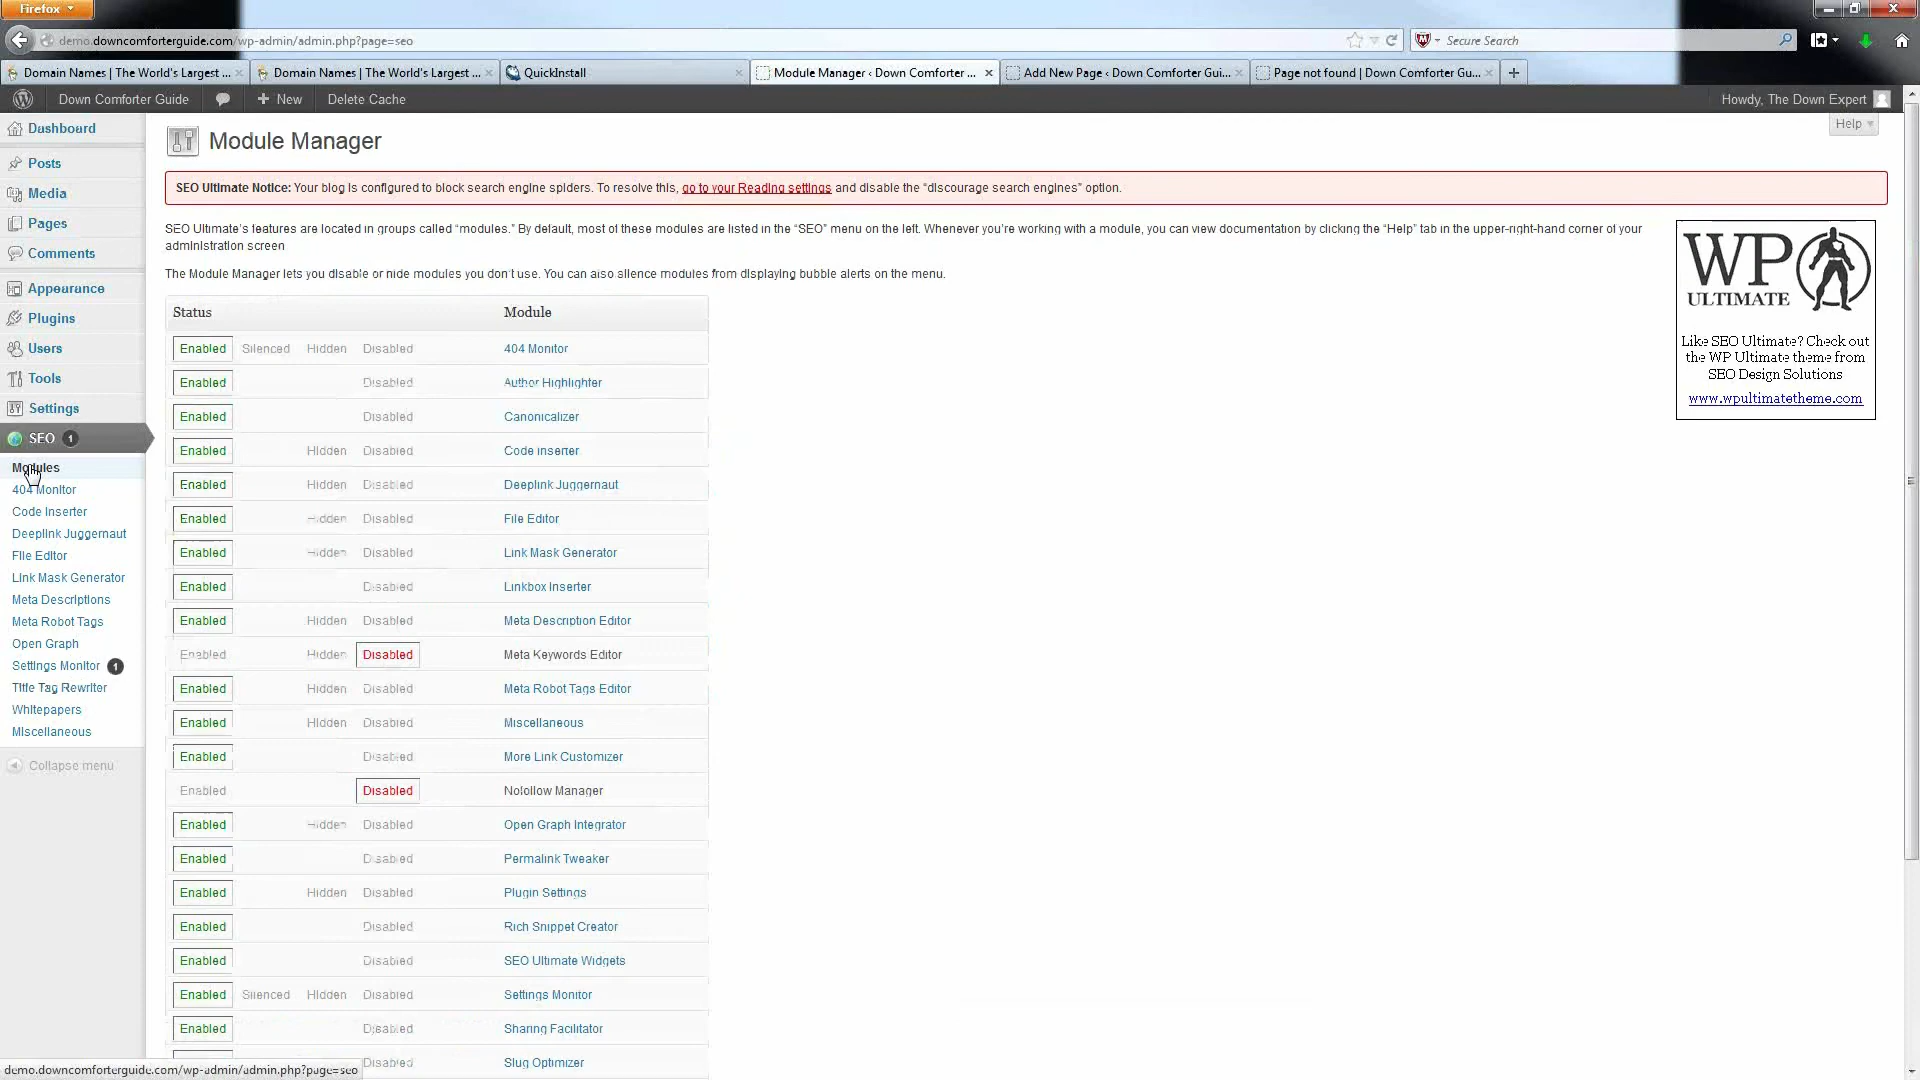 Firefox
demo.downcomforterguide.com/wp-admin/admin.php?page=seo
Secure Search
Domain Names | The World's Largest ...
Domain Names | The World's Largest ...
QuickInstall
Module Manager ‹ Down Comforter ...
Add New Page ‹ Down Comforter Gui...
Page not found | Down Comforter Gu...
Down Comforter Guide
New
Delete Cache
Howdy, The Down Expert
Help
Dashboard
Posts
Media
Pages
Comments
Appearance
Plugins
Users
Tools
Settings
SEO 1
Modules
404 Monitor
Code Inserter
Deeplink Juggernaut
File Editor
Link Mask Generator
Meta Descriptions
Meta Robot Tags
Open Graph
Settings Monitor 1
Title Tag Rewriter
Whitepapers
Miscellaneous
Collapse menu
Module Manager
SEO Ultimate Notice: Your blog is configured to block search engine spiders. To resolve this, go to your Reading settings and disable the “discourage search engines” option.
SEO Ultimate’s features are located in groups called “modules.” By default, most of these modules are listed in the “SEO” menu on the left. Whenever you’re working with a module, you can view documentation by clicking the “Help” tab in the upper-right-hand corner of your
administration screen
The Module Manager lets you disable or hide modules you don't use. You can also silence modules from displaying bubble alerts on the menu.
Status Module
Enabled Silenced Hidden Disabled 404 Monitor
Enabled Disabled Author Highlighter
Enabled Disabled Canonicalizer
Enabled Hidden Disabled Code Inserter
Enabled Hidden Disabled Deeplink Juggernaut
Enabled Hidden Disabled File Editor
Enabled Hidden Disabled Link Mask Generator
Enabled Disabled Linkbox Inserter
Enabled Hidden Disabled Meta Description Editor
Enabled Hidden Disabled Meta Keywords Editor
Enabled Hidden Disabled Meta Robot Tags Editor
Enabled Hidden Disabled Miscellaneous
Enabled Disabled More Link Customizer
Enabled Disabled Nofollow Manager
Enabled Hidden Disabled Open Graph Integrator
Enabled Disabled Permalink Tweaker
Enabled Hidden Disabled Plugin Settings
Enabled Disabled Rich Snippet Creator
Enabled Disabled SEO Ultimate Widgets
Enabled Silenced Hidden Disabled Settings Monitor
Enabled Disabled Sharing Facilitator
Disabled Slug Optimizer
WP
ULTIMATE
Like SEO Ultimate? Check out
the WP Ultimate theme from
SEO Design Solutions
www.wpultimatetheme.com
demo.downcomforterguide.com/wp-admin/admin.php?page=seo